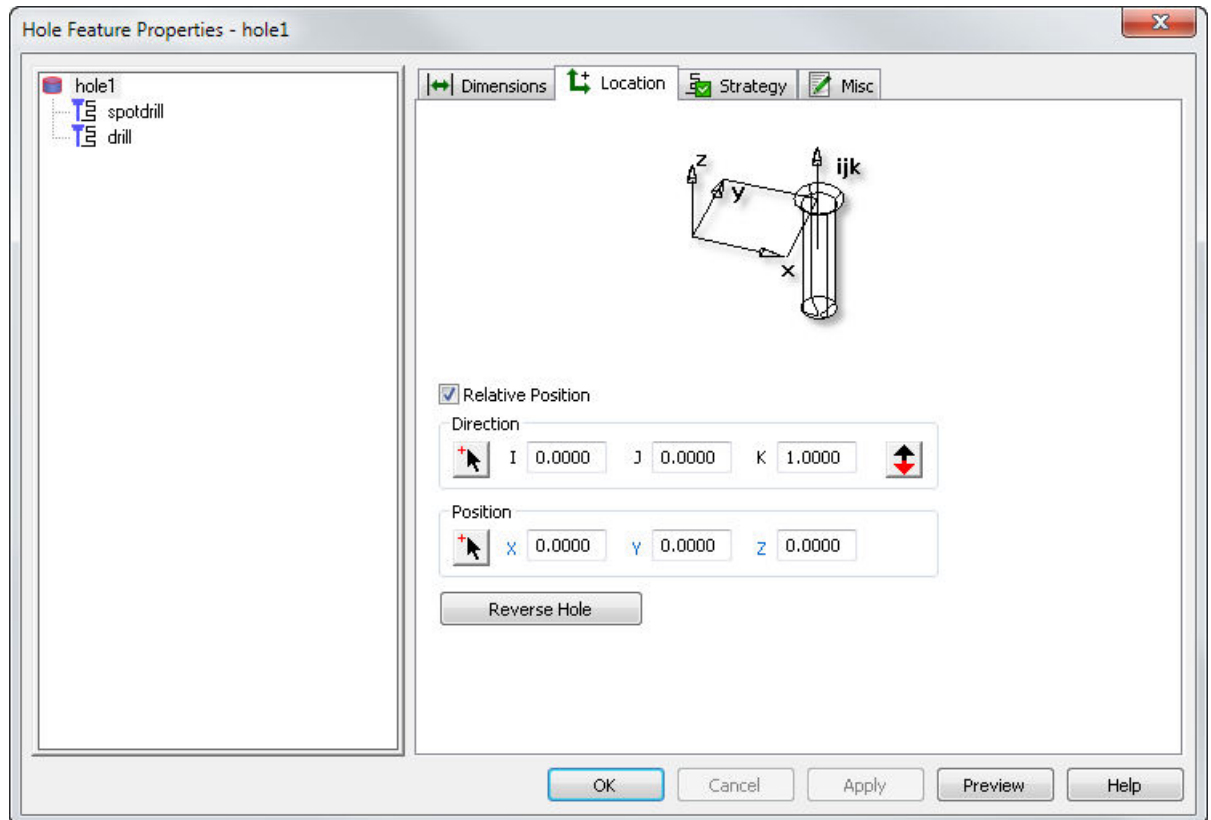 Hole Feature Properties - hole1
hole1
spotdrill
drill
Dimensions Location Strategy Misc
z
y
x
ijk
Relative Position
Direction
I 0.0000 J 0.0000 K 1.0000
Position
X 0.0000 Y 0.0000 Z 0.0000
Reverse Hole
OK Cancel Apply Preview Help